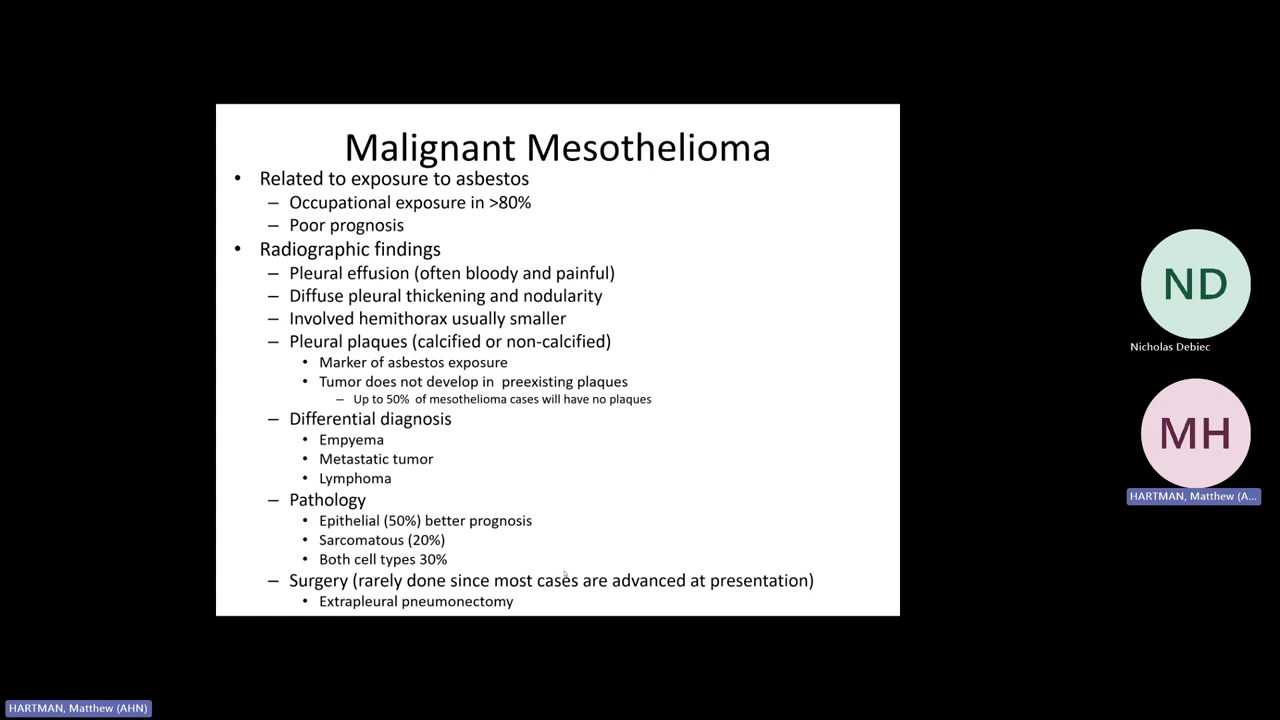 Malignant Mesothelioma
• Related to exposure to asbestos
– Occupational exposure in >80%
– Poor prognosis
• Radiographic findings
– Pleural effusion (often bloody and painful)
– Diffuse pleural thickening and nodularity
– Involved hemithorax usually smaller
– Pleural plaques (calcified or non-calcified)
• Marker of asbestos exposure
• Tumor does not develop in preexisting plaques
– Up to 50% of mesothelioma cases will have no plaques
– Differential diagnosis
• Empyema
• Metastatic tumor
• Lymphoma
– Pathology
• Epithelial (50%) better prognosis
• Sarcomatous (20%)
• Both cell types 30%
– Surgery (rarely done since most cases are advanced at presentation)
• Extrapleural pneumonectomy
ND
Nicholas Debiec
MH
HARTMAN, Matthew (A...
HARTMAN, Matthew (AHN)